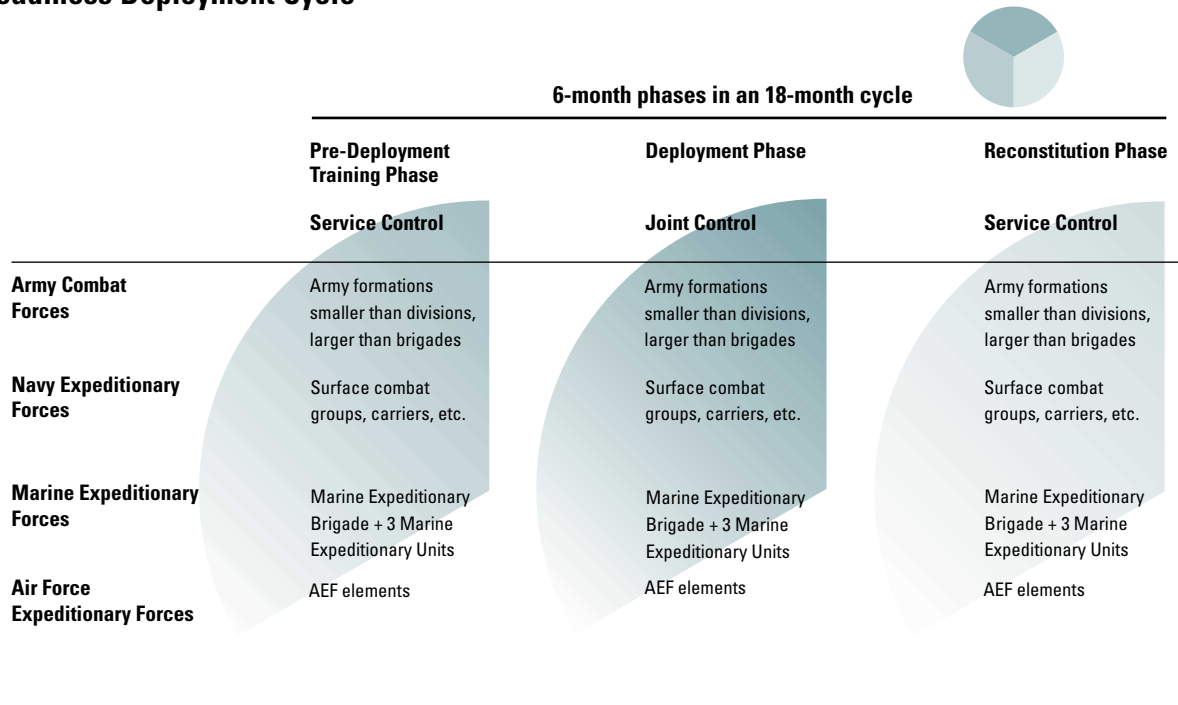 Deployment Cycle
6-month phases in an 18-month cycle
Pre-Deployment
Training Phase
Deployment Phase
Reconstitution Phase
Service Control
Joint Control
Service Control
Army Combat
Forces
Army formations
smaller than divisions,
larger than brigades
Army formations
smaller than divisions,
larger than brigades
Army formations
smaller than divisions,
larger than brigades
Navy Expeditionary
Forces
Surface combat
groups, carriers, etc.
Surface combat
groups, carriers, etc.
Surface combat
groups, carriers, etc.
Marine Expeditionary
Forces
Marine Expeditionary
Brigade + 3 Marine
Expeditionary Units
Marine Expeditionary
Brigade + 3 Marine
Expeditionary Units
Marine Expeditionary
Brigade + 3 Marine
Expeditionary Units
Air Force
Expeditionary Forces
AEF elements
AEF elements
AEF elements